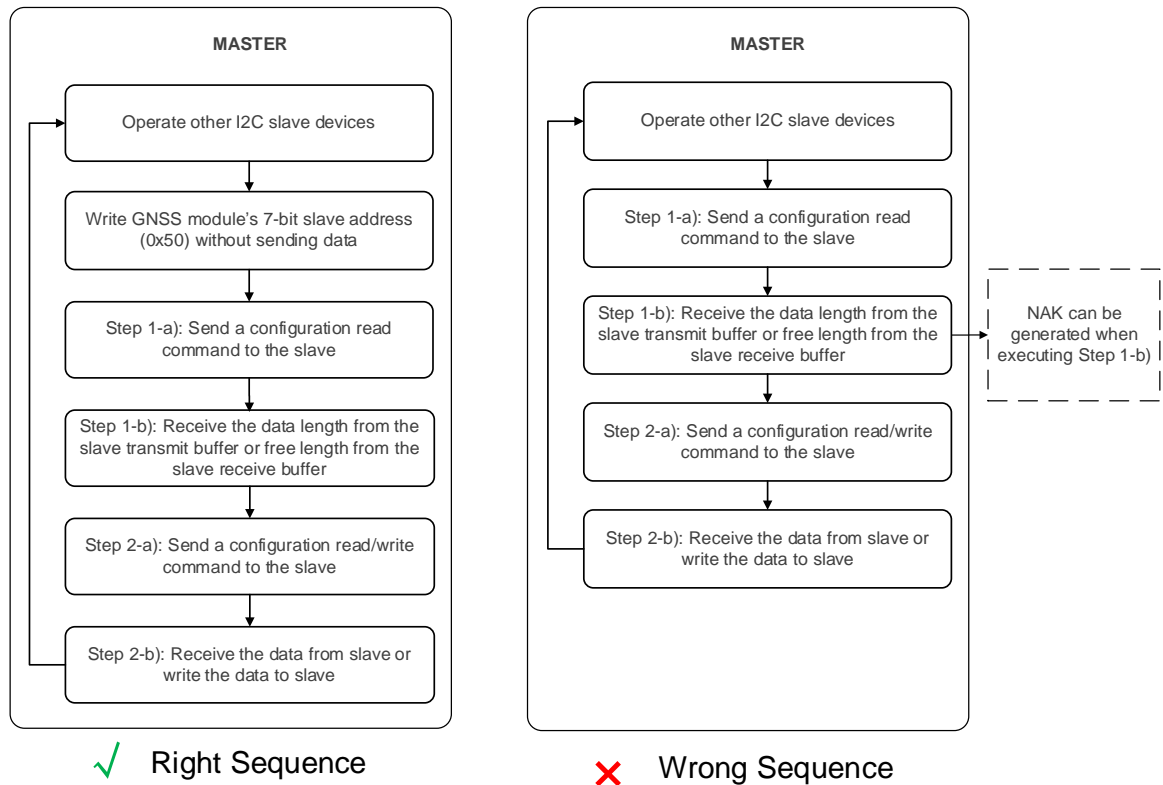 MASTER
Operate other I2C slave devices
Write GNSS module's 7-bit slave address
(0x50) without sending data
Step 1-a): Send a configuration read
command to the slave
Step 1-b): Receive the data length from the
slave transmit buffer or free length from the
slave receive buffer
Step 2-a): Send a configuration read/write
command to the slave
Step 2-b): Receive the data from slave or
write the data to slave
√ Right Sequence
MASTER
Operate other I2C slave devices
Step 1-a): Send a configuration read
command to the slave
Step 1-b): Receive the data length from the
slave transmit buffer or free length from the
slave receive buffer
NAK can be
generated when
executing Step 1-b)
Step 2-a): Send a configuration read/write
command to the slave
Step 2-b): Receive the data from slave or
write the data to slave
× Wrong Sequence